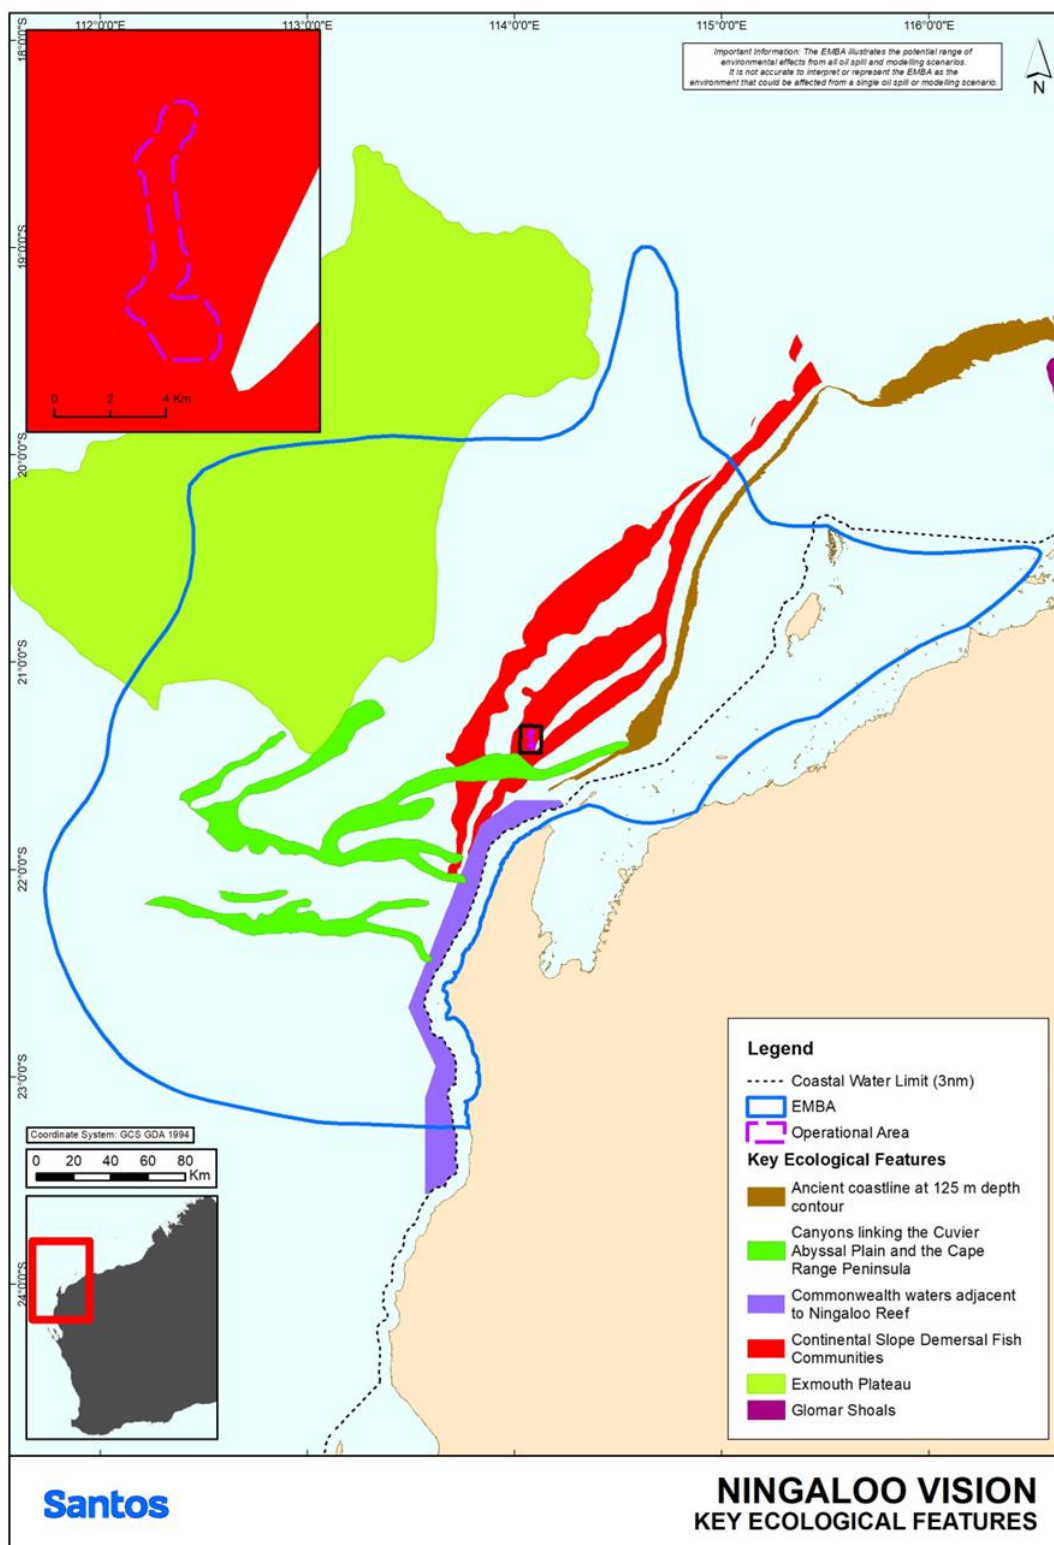 112°0'0"E
113°0'0"E
114°0'0"E
115°0'0"E
116°0'0"E
18°0'0"S
19°0'0"S
20°0'0"S
21°0'0"S
22°0'0"S
23°0'0"S
24°0'0"S
Important Information: The EMBA illustrates the potential range of
environmental effects from all oil spill and modelling scenarios.
It is not accurate to interpret or represent the EMBA as the
environment that could be affected from a single oil spill or modelling scenario.
N
0 2 4 Km
Coordinate System: GCS GDA 1994
0 20 40 60 80
Km
Legend
Coastal Water Limit (3nm)
EMBA
Operational Area
Key Ecological Features
Ancient coastline at 125 m depth
contour
Canyons linking the Cuvier
Abyssal Plain and the Cape
Range Peninsula
Commonwealth waters adjacent
to Ningaloo Reef
Continental Slope Demersal Fish
Communities
Exmouth Plateau
Glomar Shoals
Santos
NINGALOO VISION
KEY ECOLOGICAL FEATURES